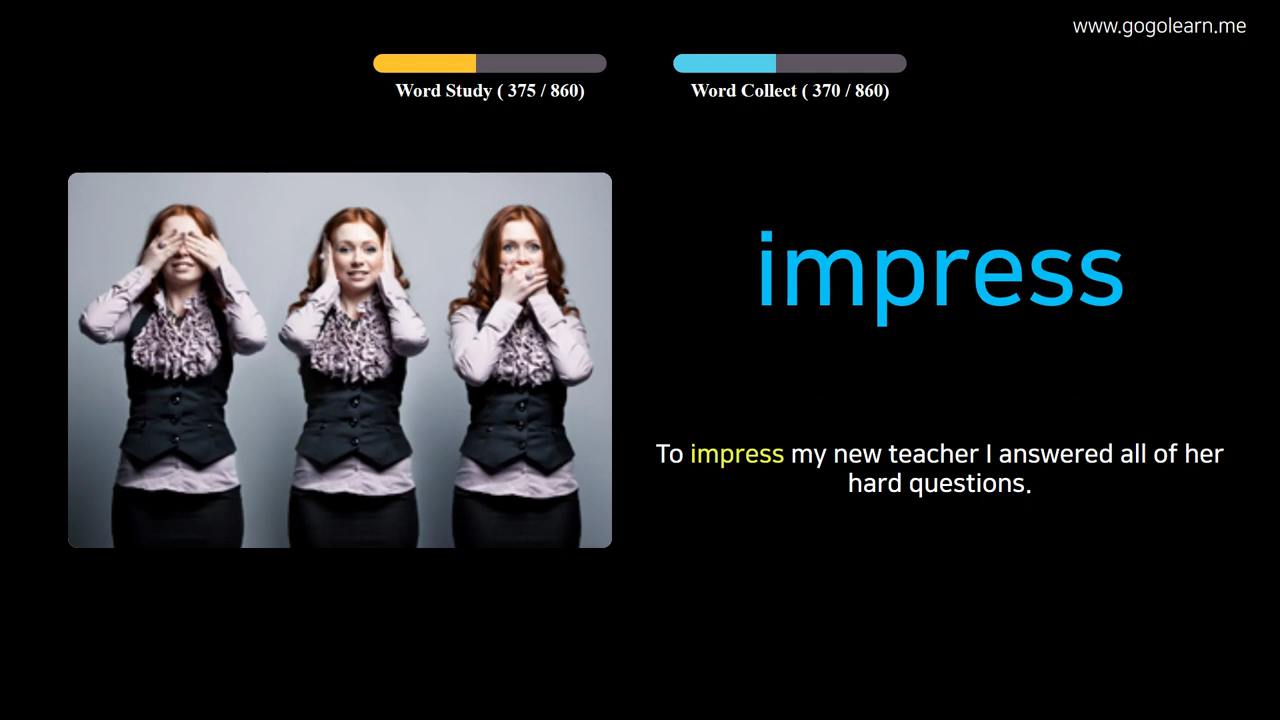 www.gogolearn.me
Word Study ( 375 / 860)
Word Collect ( 370 / 860)
impress
To impress my new teacher I answered all of her
hard questions.